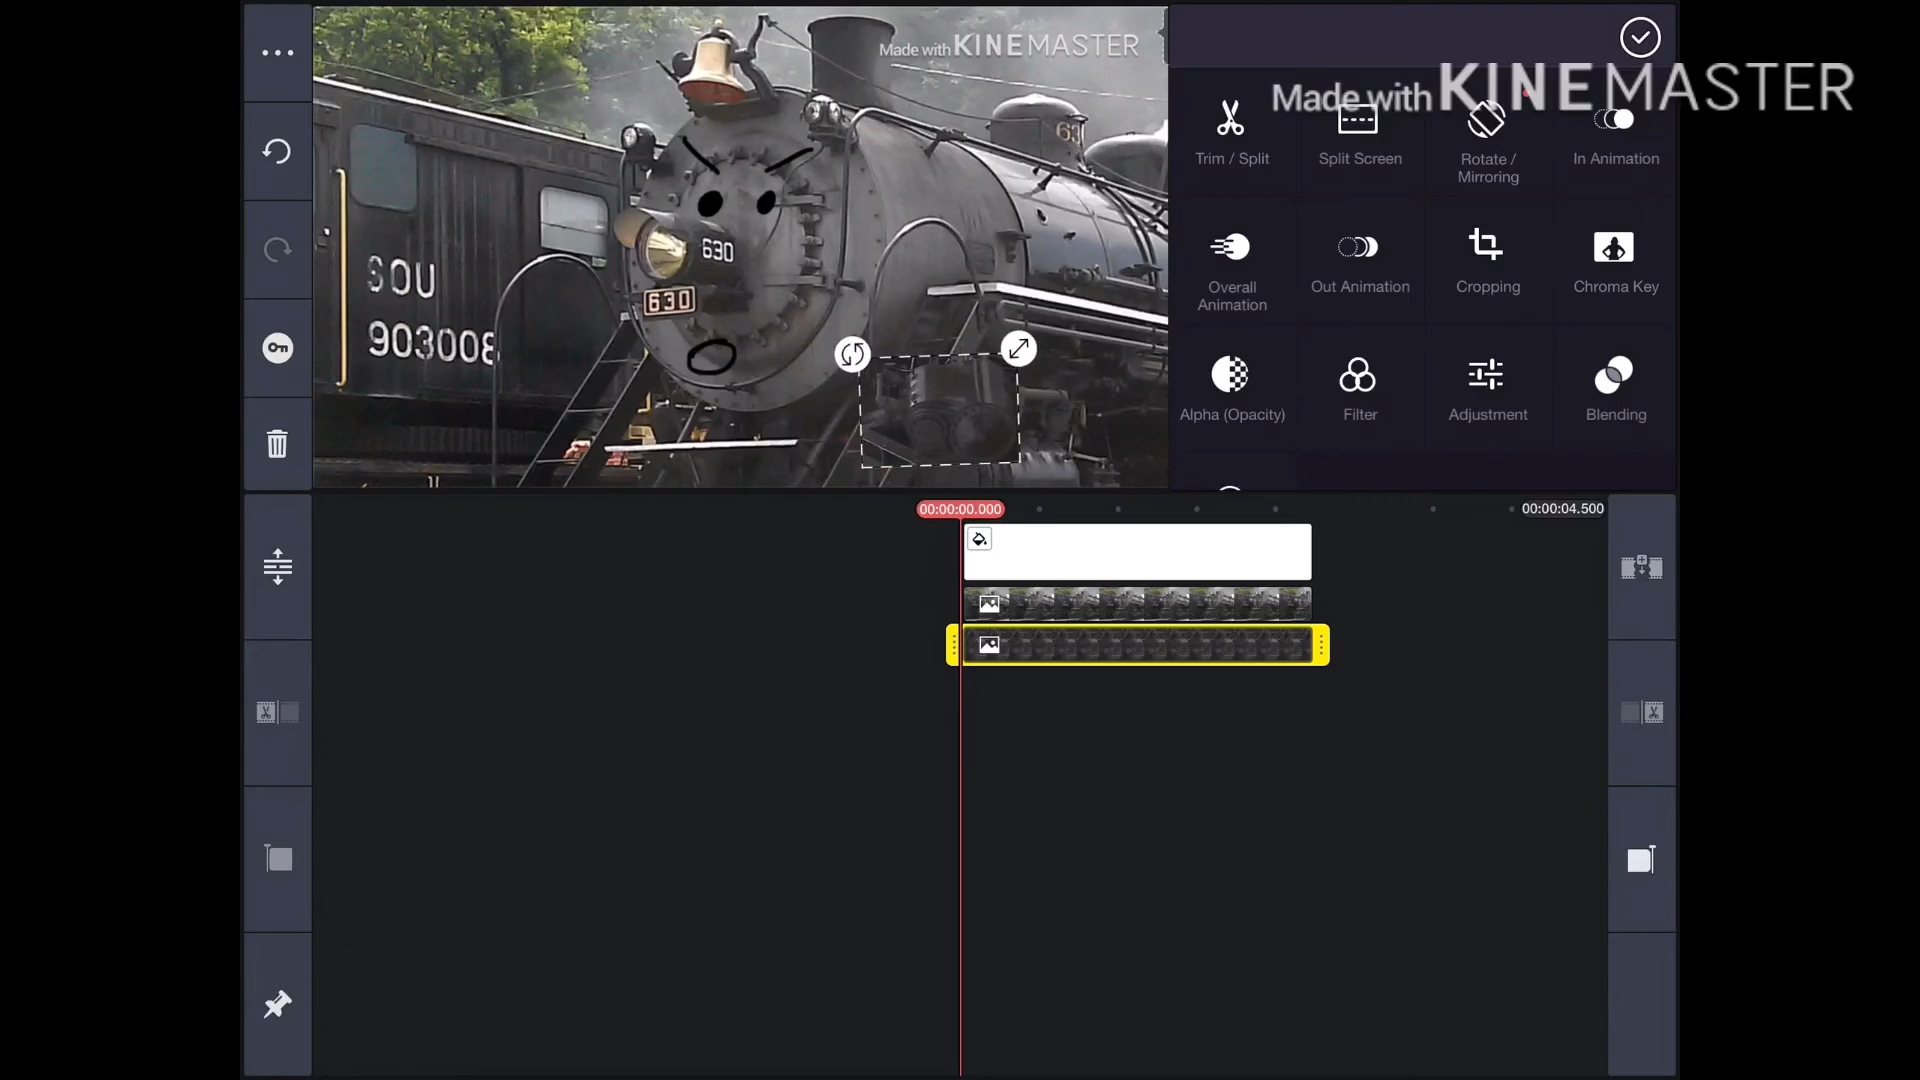 Made with KINEMASTER
Made with KINEMASTER
Trim / Split
Split Screen
Rotate /
Mirroring
In Animation
Overall
Animation
Out Animation
Cropping
Chroma Key
Alpha (Opacity)
Filter
Adjustment
Blending
SOU
903008
630
630
63
00:00:00.000
00:00:04.500